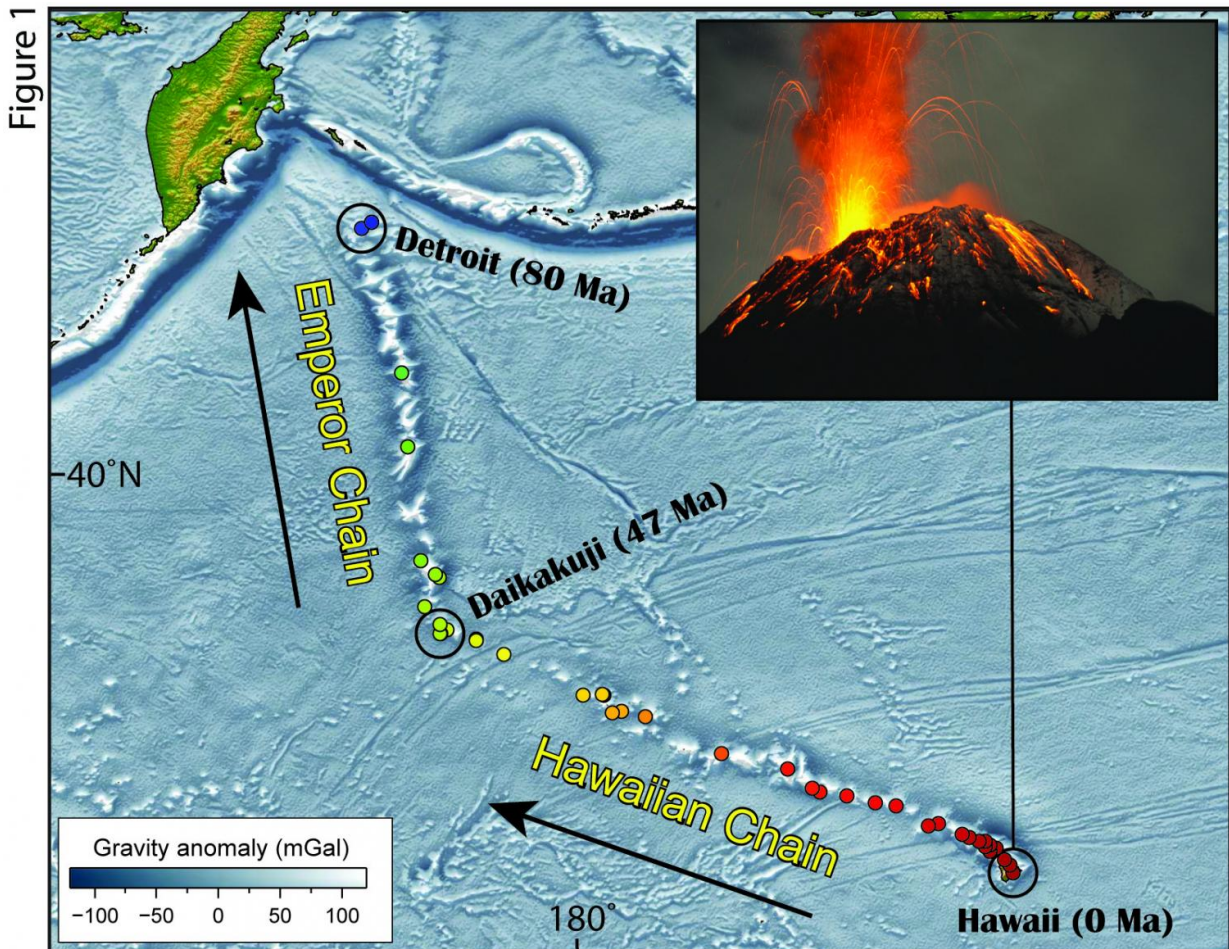 Figure 1
Detroit (80 Ma)
Emperor Chain
40°N
Daikakuji (47 Ma)
Hawaiian Chain
Gravity anomaly (mGal)
−100 −50 0 50 100
180°
Hawaii (0 Ma)